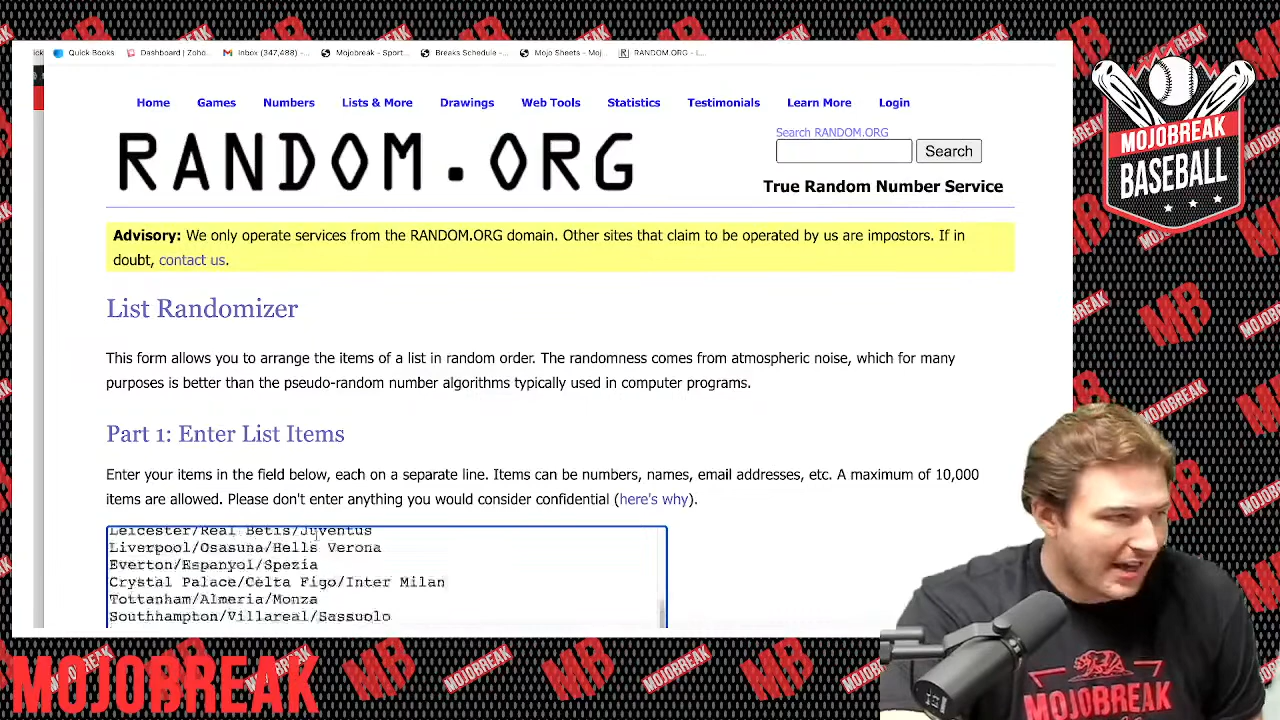 Quick Books
Dashboard | Zoho...
Inbox (347,488) -...
Mojobreak - Sport...
Breaks Schedule -...
Mojo Sheets - Moj...
RANDOM.ORG - L...
Home Games Numbers Lists & More Drawings Web Tools Statistics Testimonials Learn More Login
RANDOM.ORG
Search RANDOM.ORG
Search
True Random Number Service
Advisory: We only operate services from the RANDOM.ORG domain. Other sites that claim to be operated by us are impostors. If in
doubt, contact us.
List Randomizer
This form allows you to arrange the items of a list in random order. The randomness comes from atmospheric noise, which for many
purposes is better than the pseudo-random number algorithms typically used in computer programs.
Part 1: Enter List Items
Enter your items in the field below, each on a separate line. Items can be numbers, names, email addresses, etc. A maximum of 10,000
items are allowed. Please don't enter anything you would consider confidential (here's why).
Leicester/Real Betis/Juventus
Liverpool/Osasuna/Hells Verona
Everton/Espanyol/Spezia
Crystal Palace/Celta Figo/Inter Milan
Tottanham/Almeria/Monza
Southhampton/Villareal/Sassuolo
MOJOBREAK
BASEBALL
MOJOBREAK
MOJOBREAK
MB